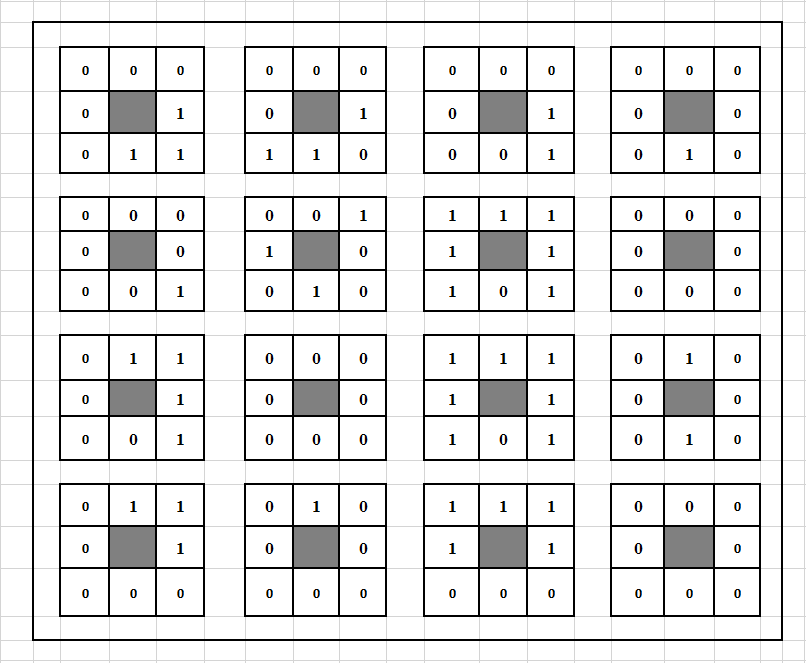 0 0 0 0 0 0 0 0 0 0 0 0
0 1 0 1 0 1 0 0
0 1 1 1 1 0 0 0 1 0 1 0
0 0 0 0 0 1 1 1 1 0 0 0
0 0 1 0 1 1 0 0
0 0 1 0 1 0 1 0 1 0 0 0
0 1 1 0 0 0 1 1 1 0 1 0
0 1 0 0 1 1 0 0
0 0 1 0 0 0 1 0 1 0 1 0
0 1 1 0 1 0 1 1 1 0 0 0
0 1 0 0 1 1 0 0
0 0 0 0 0 0 0 0 0 0 0 0